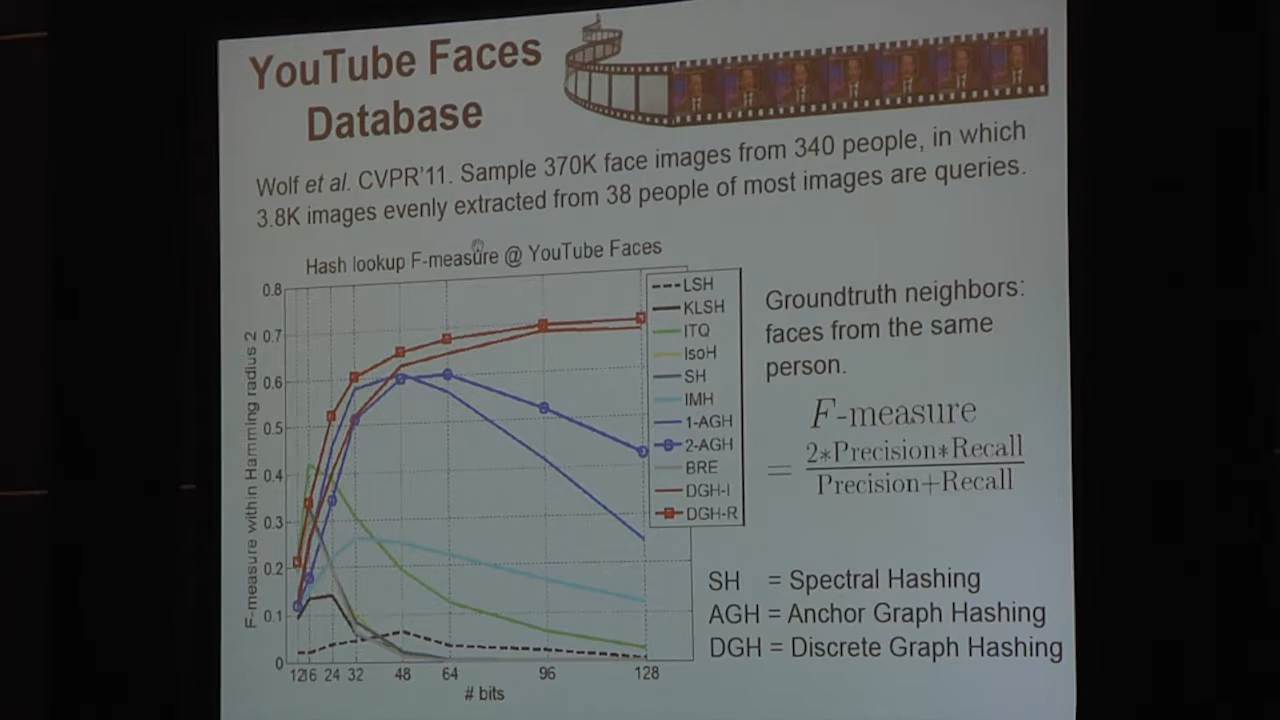 YouTube Faces
Database
Wolf et al. CVPR'11. Sample 370K face images from 340 people, in which
3.8K images evenly extracted from 38 people of most images are queries.
Hash lookup F-measure @ YouTube Faces
F-measure within Hamming radius 2
0.8
0.7
0.6
0.5
0.4
0.3
0.2
0.1
0
12 16 24 32 48 64 96 128
# bits
LSH
KLSH
ITQ
IsoH
SH
IMH
1-AGH
2-AGH
BRE
DGH-I
DGH-R
Groundtruth neighbors:
faces from the same
person.
F-measure
= 2*Precision*Recall
Precision+Recall
SH = Spectral Hashing
AGH = Anchor Graph Hashing
DGH = Discrete Graph Hashing